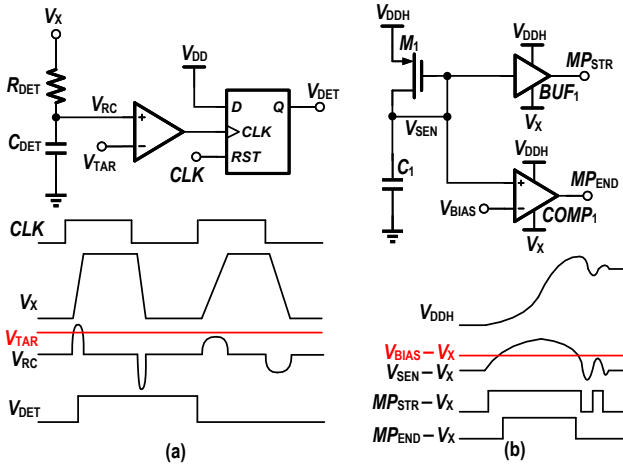 VX
RDET
VRC
CDET
VTAR
VDD
D
Q
VDET
CLK
RST
CLK
+
−
VDDH
M1
VDDH
MPSTR
BUF1
VX
VSEN
C1
VDDH
MPEND
VBIAS
COMP1
VX
+
−
CLK
VX
VTAR
VRC
VDET
(a)
VDDH
VBIAS − VX
VSEN − VX
MPSTR − VX
MPEND − VX
(b)